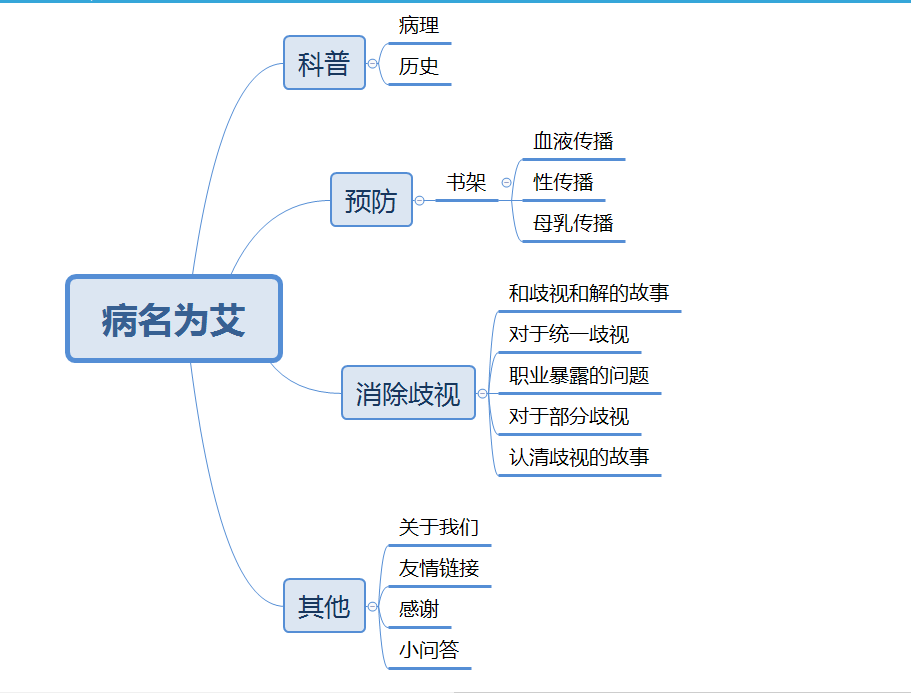 病名为艾
科普
病理
历史
预防
书架
血液传播
性传播
母乳传播
消除歧视
和歧视和解的故事
对于统一歧视
职业暴露的问题
对于部分歧视
认清歧视的故事
其他
关于我们
友情链接
感谢
小问答